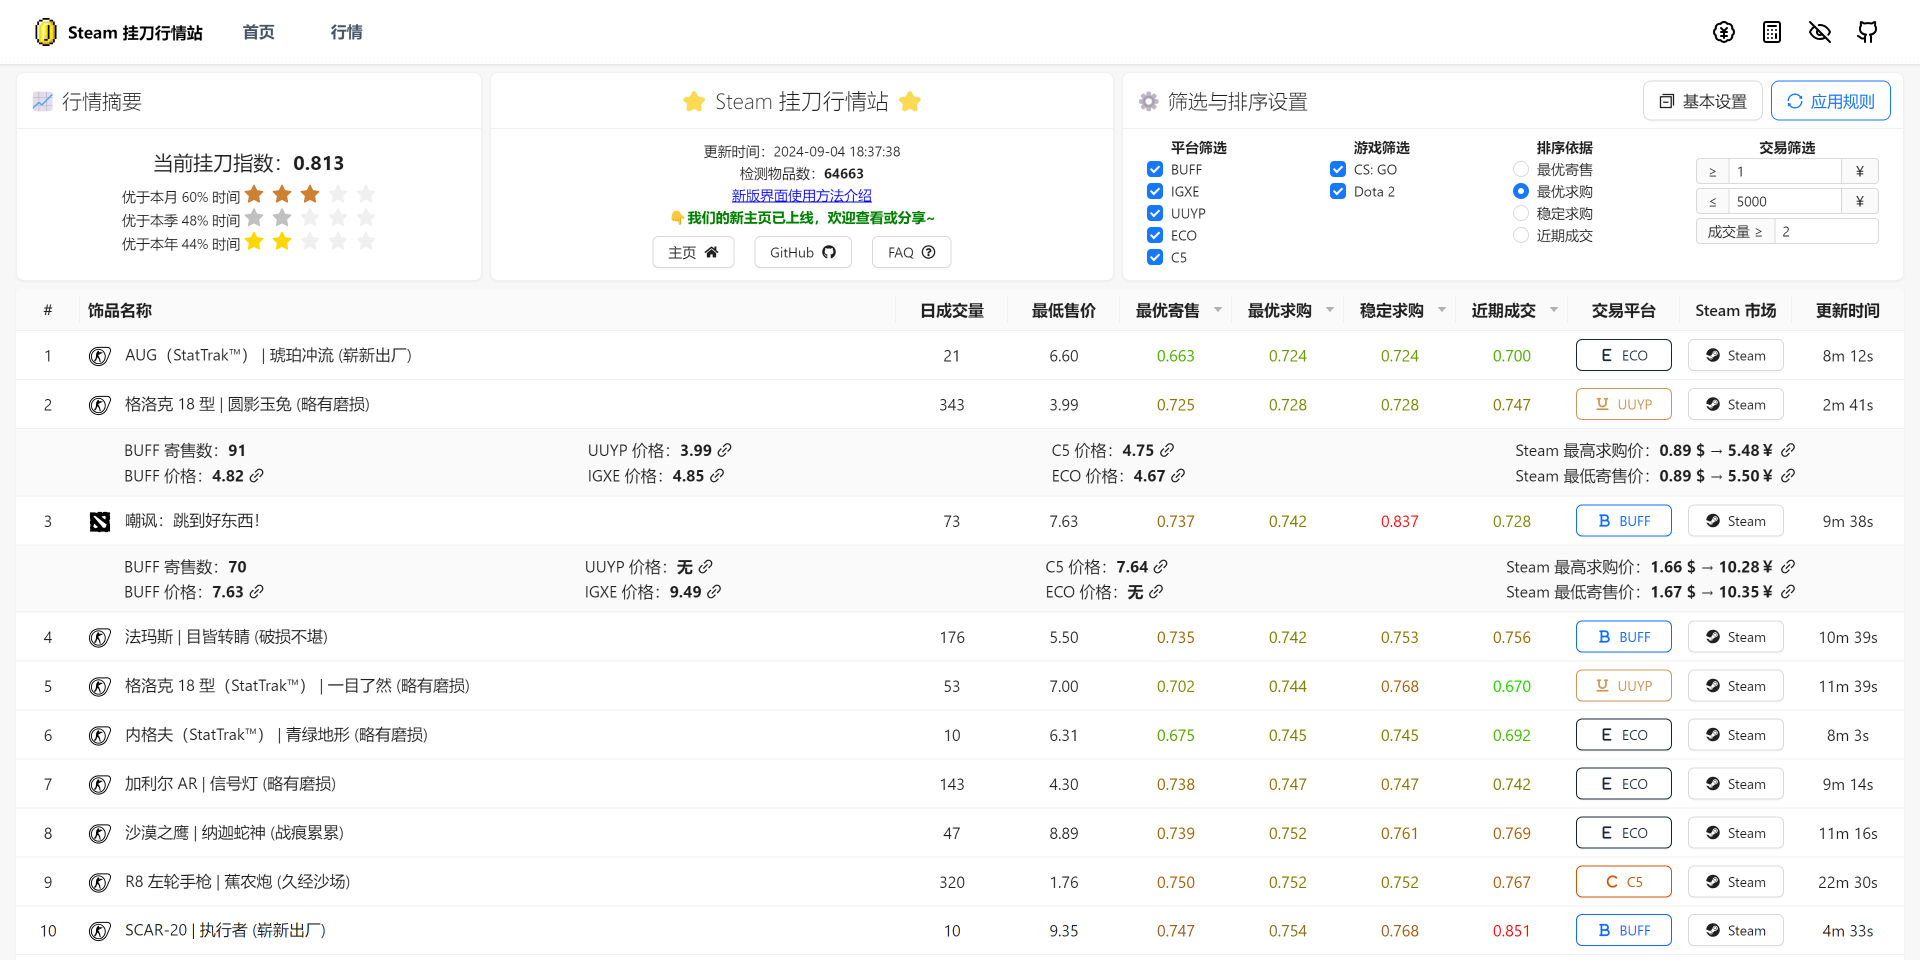 Steam 挂刀行情站 首页 行情
行情摘要
当前挂刀指数：0.813
优于本月 60% 时间
优于本季 48% 时间
优于本年 44% 时间
Steam 挂刀行情站
更新时间：2024-09-04 18:37:38
检测物品数：64663
新版界面使用方法介绍
👇我们的新主页已上线，欢迎查看或分享~
主页 GitHub FAQ
筛选与排序设置 基本设置 应用规则
平台筛选 游戏筛选 排序依据 交易筛选
BUFF CS: GO 最优寄售 ≥ 1 ¥
IGXE Dota 2 最优求购 ≤ 5000 ¥
UUYP 稳定求购 成交量 ≥ 2
ECO 近期成交
C5
# 饰品名称 日成交量 最低售价 最优寄售 最优求购 稳定求购 近期成交 交易平台 Steam 市场 更新时间
1 AUG（StatTrak™） | 琥珀冲流 (崭新出厂) 21 6.60 0.663 0.724 0.724 0.700 E ECO Steam 8m 12s
2 格洛克 18 型 | 圆影玉兔 (略有磨损) 343 3.99 0.725 0.728 0.728 0.747 U UUYP Steam 2m 41s
BUFF 寄售数：91 UUYP 价格：3.99 C5 价格：4.75 Steam 最高求购价：0.89 $ → 5.48 ¥
BUFF 价格：4.82 IGXE 价格：4.85 ECO 价格：4.67 Steam 最低寄售价：0.89 $ → 5.50 ¥
3 嘲讽：跳到好东西！ 73 7.63 0.737 0.742 0.837 0.728 B BUFF Steam 9m 38s
BUFF 寄售数：70 UUYP 价格：无 C5 价格：7.64 Steam 最高求购价：1.66 $ → 10.28 ¥
BUFF 价格：7.63 IGXE 价格：9.49 ECO 价格：无 Steam 最低寄售价：1.67 $ → 10.35 ¥
4 法玛斯 | 目皆转睛 (破损不堪) 176 5.50 0.735 0.742 0.753 0.756 B BUFF Steam 10m 39s
5 格洛克 18 型（StatTrak™） | 一目了然 (略有磨损) 53 7.00 0.702 0.744 0.768 0.670 U UUYP Steam 11m 39s
6 内格夫（StatTrak™） | 青绿地形 (略有磨损) 10 6.31 0.675 0.745 0.745 0.692 E ECO Steam 8m 3s
7 加利尔 AR | 信号灯 (略有磨损) 143 4.30 0.738 0.747 0.747 0.742 E ECO Steam 9m 14s
8 沙漠之鹰 | 纳迦蛇神 (战痕累累) 47 8.89 0.739 0.752 0.761 0.769 E ECO Steam 11m 16s
9 R8 左轮手枪 | 蕉农炮 (久经沙场) 320 1.76 0.750 0.752 0.752 0.767 C C5 Steam 22m 30s
10 SCAR-20 | 执行者 (崭新出厂) 10 9.35 0.747 0.754 0.768 0.851 B BUFF Steam 4m 33s